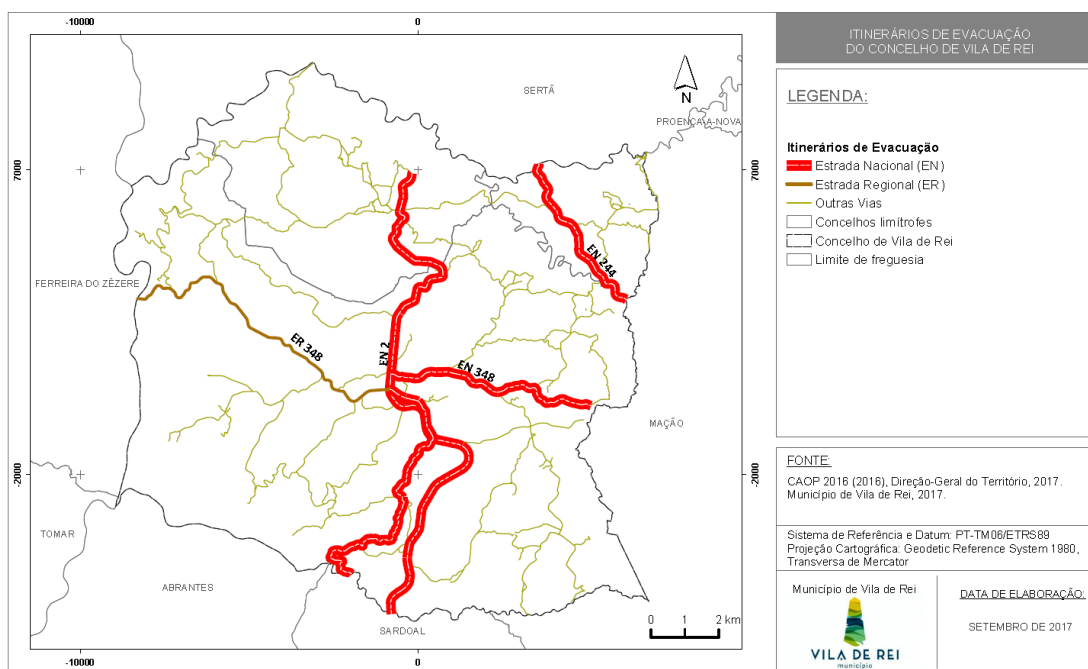 -10000
0
ITINERÁRIOS DE EVACUAÇÃO
DO CONCELHO DE VILA DE REI
N
SERTÃ
PROENÇA-A-NOVA
7000
7000
LEGENDA:
Itinerários de Evacuação
Estrada Nacional (EN)
Estrada Regional (ER)
Outras Vias
Concelhos limítrofes
Concelho de Vila de Rei
Limite de freguesia
EN 244
FERREIRA DO ZÊZERE
ER 348
EN 2
EN 348
MAÇÃO
-2000
-2000
FONTE:
CAOP 2016 (2016), Direção-Geral do Território, 2017.
Município de Vila de Rei, 2017.
TOMAR
Sistema de Referência e Datum: PT-TM06/ETRS89
Projeção Cartográfica: Geodetic Reference System 1980,
Transversa de Mercator
ABRANTES
SARDOAL
0 1 2 km
Município de Vila de Rei
VILA DE REI
município
DATA DE ELABORAÇÃO:
SETEMBRO DE 2017
-10000
0